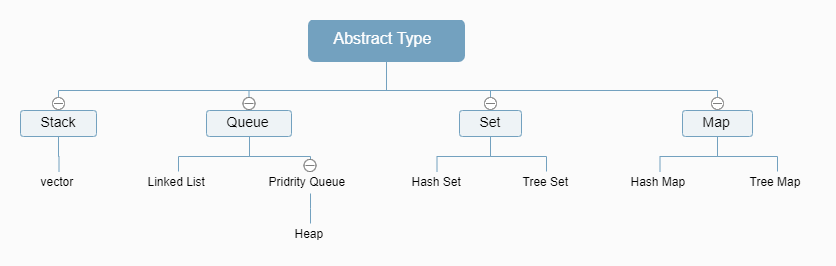 Abstract Type
Stack
Queue
Set
Map
vector
Linked List
Pridrity Queue
Hash Set
Tree Set
Hash Map
Tree Map
Heap